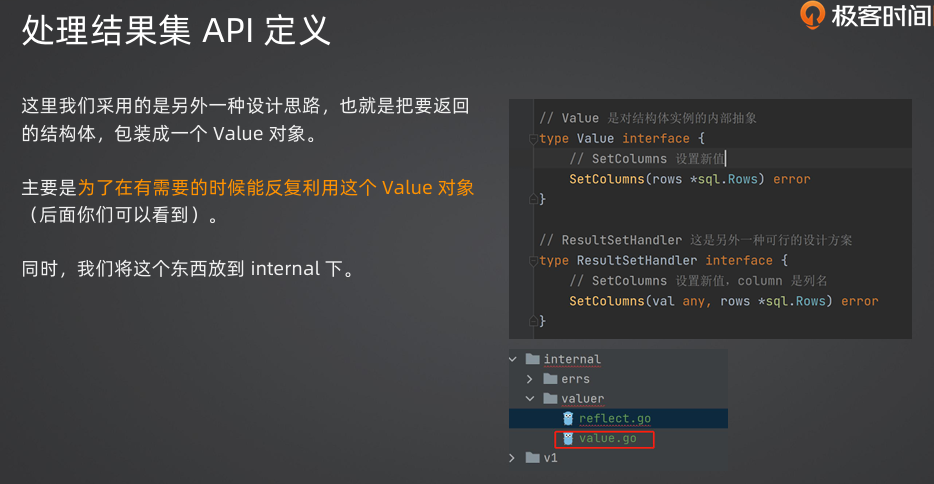 处理结果集 API 定义
极客时间
这里我们采用的是另外一种设计思路，也就是把要返回
的结构体，包装成一个 Value 对象。
主要是为了在有需要的时候能反复利用这个 Value 对象
（后面你们可以看到）。
同时，我们将这个东西放到 internal 下。
// Value 是对结构体实例的内部抽象
type Value interface {
// SetColumns 设置新值
SetColumns(rows *sql.Rows) error
}
// ResultSetHandler 这是另外一种可行的设计方案
type ResultSetHandler interface {
// SetColumns 设置新值，column 是列名
SetColumns(val any, rows *sql.Rows) error
}
internal
errs
valuer
reflect.go
value.go
v1